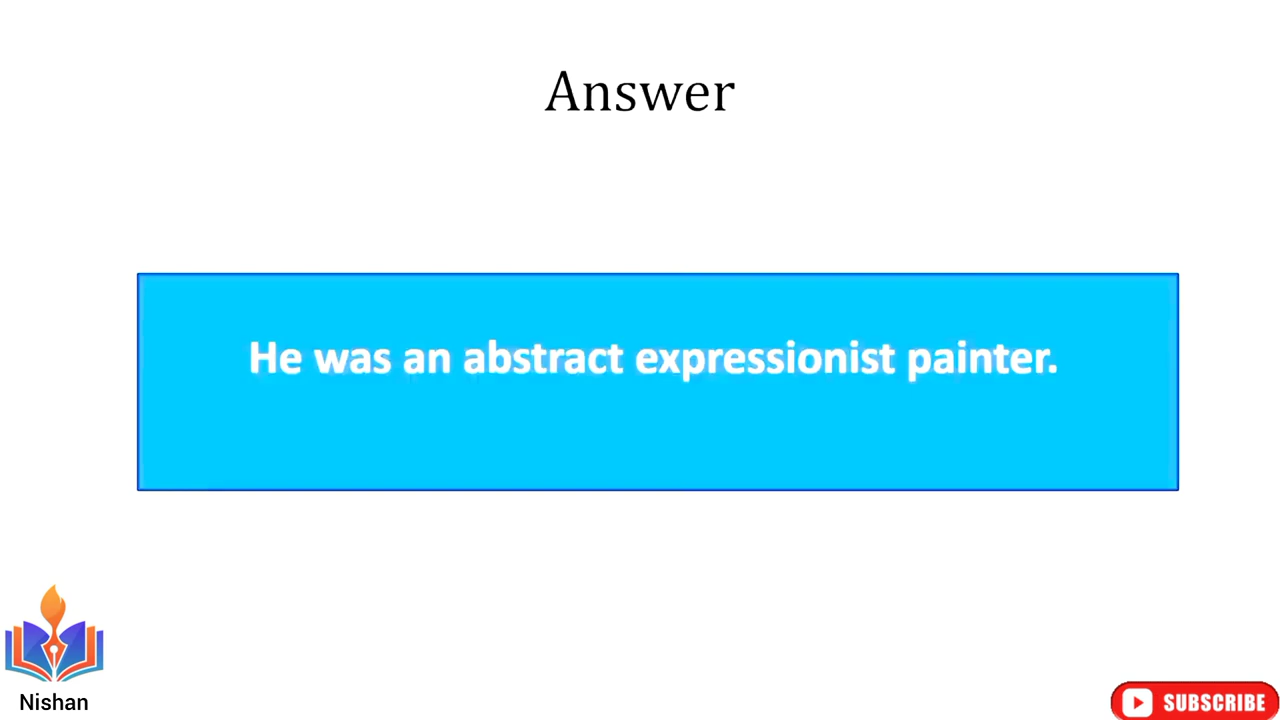 Answer
He was an abstract expressionist painter.
Nishan
SUBSCRIBE